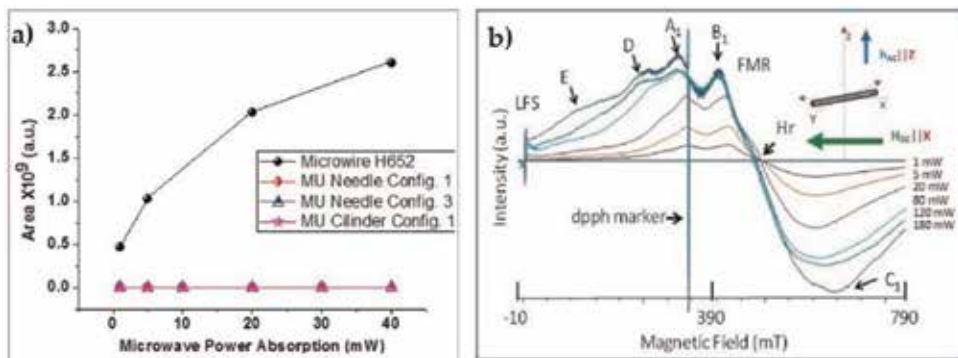 a)
3.0
2.5
2.0
1.5
1.0
0.5
0.0
Area X10⁹ (a.u.)
Microwire H652
MU Needle Config. 1
MU Needle Config. 3
MU Cilinder Config. 1
0 10 20 30 40
Microwave Power Absorption (mW)
b)
Intensity (a. u.)
LFS
E
D
A₁
B₁
FMR
Hr
dpph marker
Z
hAC||Z
X
Y
HDC||X
1 mW
5 mW
20 mW
80 mW
120 mW
180 mW
-10 390 790
Magnetic Field (mT)